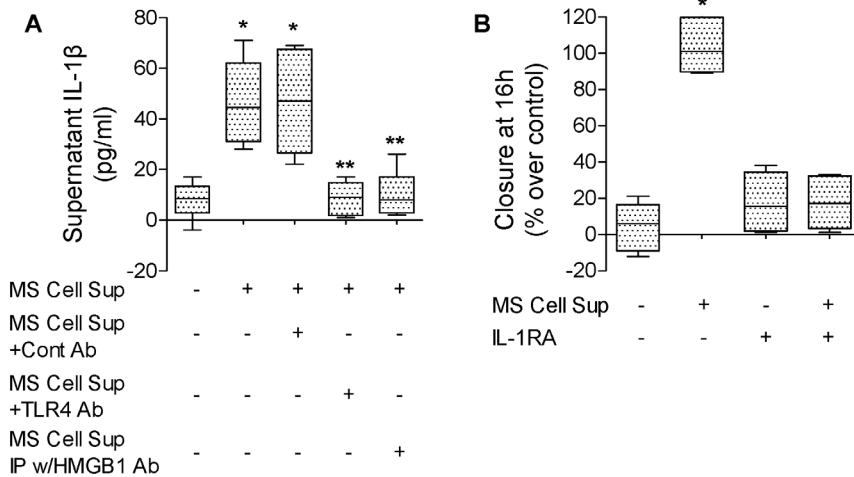 A
Supernatant IL-1β
(pg/ml)
80
60
40
20
0
-20
* * ** **
MS Cell Sup - + + + +
MS Cell Sup
+Cont Ab - - + - -
MS Cell Sup
+TLR4 Ab - - - + -
MS Cell Sup
IP w/HMGB1 Ab - - - - +
B
Closure at 16h
(% over control)
120
100
80
60
40
20
0
-20
*
MS Cell Sup - + - +
IL-1RA - - + +